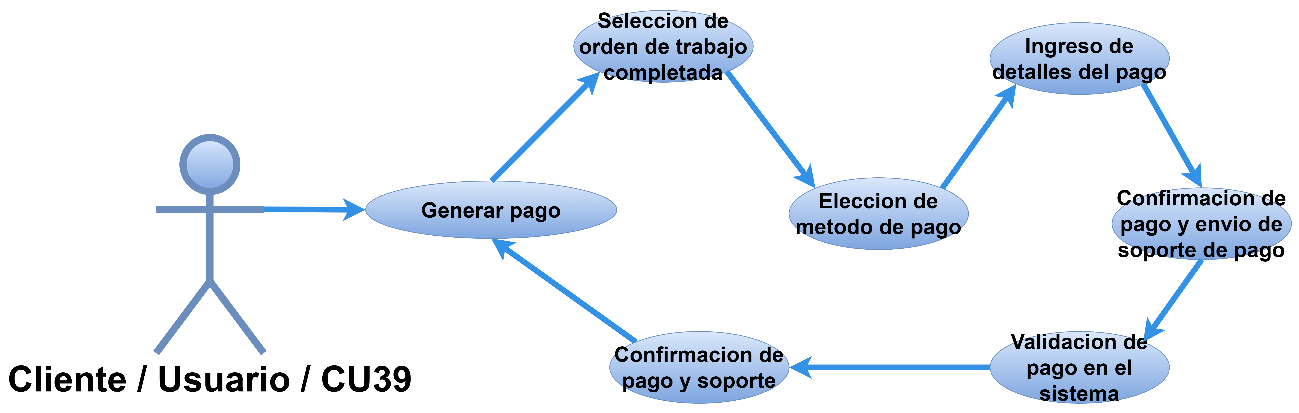 Seleccion de
orden de trabajo
completada
Ingreso de
detalles del pago
Generar pago
Eleccion de
metodo de pago
Confirmacion de
pago y envio de
soporte de pago
Validacion de
pago en el
sistema
Confirmacion de
pago y soporte
Cliente / Usuario / CU39